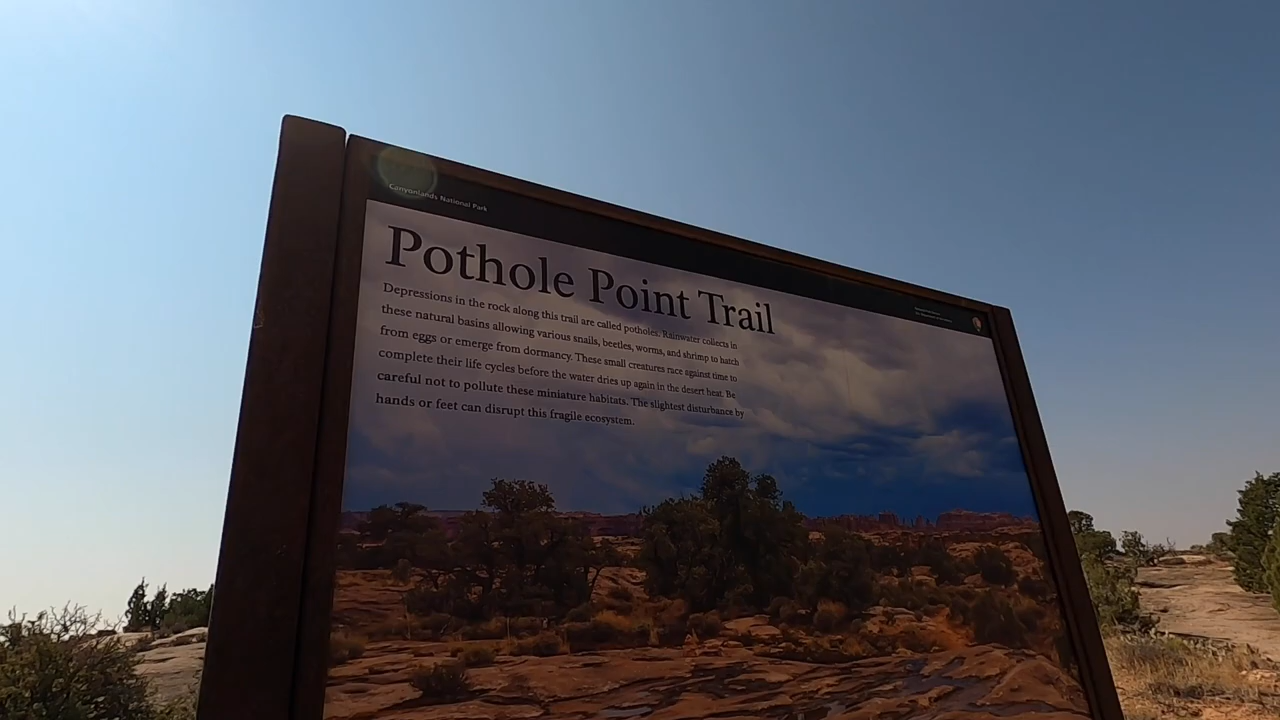 Canyonlands National Park
Pothole Point Trail
Depressions in the rock along this trail are called potholes. Rainwater collects in
these natural basins allowing various snails, beetles, worms, and shrimp to hatch
from eggs or emerge from dormancy. These small creatures race against time to
complete their life cycles before the water dries up again in the desert heat. Be
careful not to pollute these miniature habitats. The slightest disturbance by
hands or feet can disrupt this fragile ecosystem.